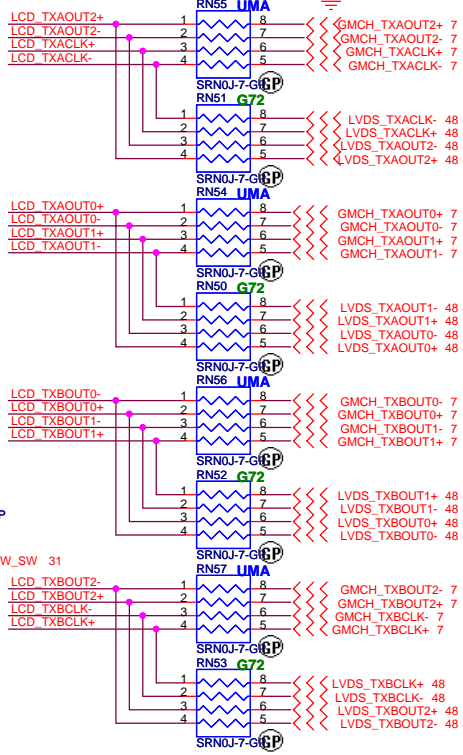 RN55 UMA
LCD_TXAOUT2+ 1 8 GMCH_TXAOUT2+ 7
LCD_TXAOUT2- 2 7 GMCH_TXAOUT2- 7
LCD_TXACLK+ 3 6 GMCH_TXACLK+ 7
LCD_TXACLK- 4 5 GMCH_TXACLK- 7
SRN0J-7-GP GP
RN51 G72
1 8 LVDS_TXACLK- 48
2 7 LVDS_TXACLK+ 48
3 6 LVDS_TXAOUT2- 48
4 5 LVDS_TXAOUT2+ 48
SRN0J-7-GP GP
RN54 UMA
LCD_TXAOUT0+ 1 8 GMCH_TXAOUT0+ 7
LCD_TXAOUT0- 2 7 GMCH_TXAOUT0- 7
LCD_TXAOUT1+ 3 6 GMCH_TXAOUT1+ 7
LCD_TXAOUT1- 4 5 GMCH_TXAOUT1- 7
SRN0J-7-GP GP
RN50 G72
1 8 LVDS_TXAOUT1- 48
2 7 LVDS_TXAOUT1+ 48
3 6 LVDS_TXAOUT0- 48
4 5 LVDS_TXAOUT0+ 48
SRN0J-7-GP GP
RN56 UMA
LCD_TXBOUT0- 1 8 GMCH_TXBOUT0- 7
LCD_TXBOUT0+ 2 7 GMCH_TXBOUT0+ 7
LCD_TXBOUT1- 3 6 GMCH_TXBOUT1- 7
LCD_TXBOUT1+ 4 5 GMCH_TXBOUT1+ 7
SRN0J-7-GP GP
RN52 G72
1 8 LVDS_TXBOUT1+ 48
2 7 LVDS_TXBOUT1- 48
P 3 6 LVDS_TXBOUT0+ 48
4 5 LVDS_TXBOUT0- 48
SRN0J-7-GP GP
W_SW 31
RN57 UMA
LCD_TXBOUT2- 1 8 GMCH_TXBOUT2- 7
LCD_TXBOUT2+ 2 7 GMCH_TXBOUT2+ 7
LCD_TXBCLK- 3 6 GMCH_TXBCLK- 7
LCD_TXBCLK+ 4 5 GMCH_TXBCLK+ 7
SRN0J-7-GP GP
RN53 G72
1 8 LVDS_TXBCLK+ 48
2 7 LVDS_TXBCLK- 48
3 6 LVDS_TXBOUT2+ 48
4 5 LVDS_TXBOUT2- 48
SRN0J-7-GP GP